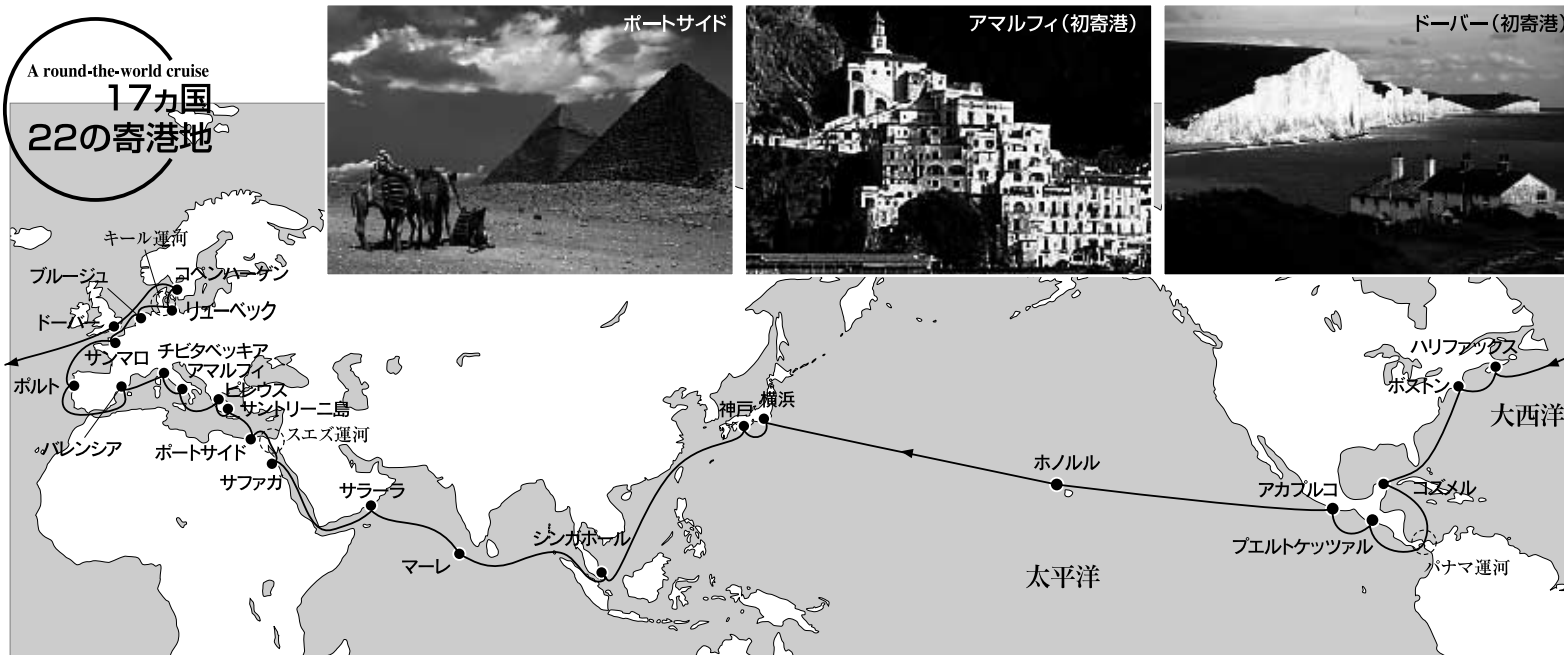 A round-the-world cruise
17ヵ国
22の寄港地
ポートサイド
アマルフィ（初寄港）
ドーバー（初寄港）
キール運河
コペンハーゲン
ブルージュ
リューベック
ドーバー
サンマロ
チビタベッキア
アマルフィ
ポルト
ピレウス
サントリーニ島
バレンシア
ポートサイド
スエズ運河
サファガ
サラーラ
マーレ
シンガポール
神戸
横浜
ホノルル
太平洋
ハリファックス
ボストン
大西洋
アカプルコ
コズメル
プエルトケッツァル
パナマ運河